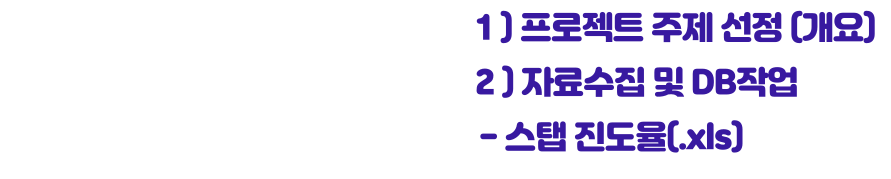 1 ) 프로젝트 주제 선정 (개요)
2 ) 자료수집 및 DB작업
- 스탭 진도율(.xls)